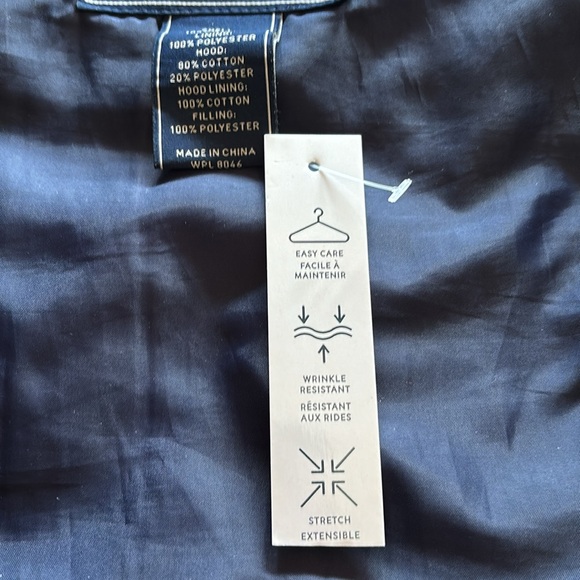 LINING:
100% POLYESTER
HOOD:
80% COTTON
20% POLYESTER
HOOD LINING:
100% COTTON
FILLING:
100% POLYESTER
MADE IN CHINA
WPL 8044
EASY CARE
FACILE À
MAINTENIR
WRINKLE
RESISTANT
RÉSISTANT
AUX RIDES
STRETCH
EXTENSIBLE